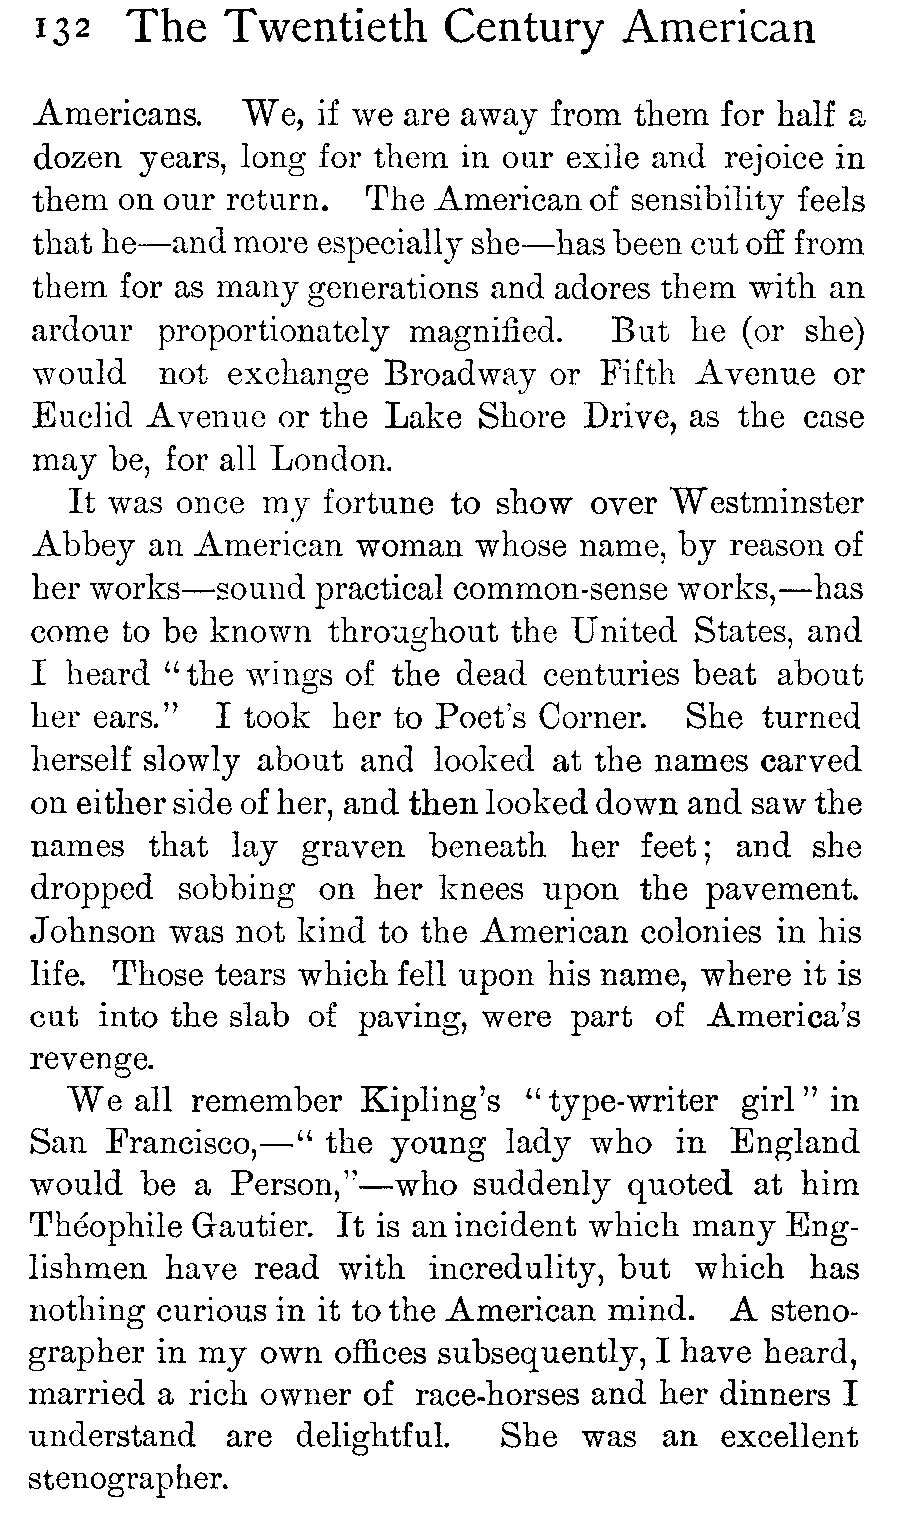 132 The Twentieth Century American
Americans. We, if we are away from them for half a
dozen years, long for them in our exile and rejoice in
them on our return. The American of sensibility feels
that he—and more especially she—has been cut off from
them for as many generations and adores them with an
ardour proportionately magnified. But he (or she)
would not exchange Broadway or Fifth Avenue or
Euclid Avenue or the Lake Shore Drive, as the case
may be, for all London.
It was once my fortune to show over Westminster
Abbey an American woman whose name, by reason of
her works—sound practical common-sense works,—has
come to be known throughout the United States, and
I heard "the wings of the dead centuries beat about
her ears." I took her to Poet's Corner. She turned
herself slowly about and looked at the names carved
on either side of her, and then looked down and saw the
names that lay graven beneath her feet; and she
dropped sobbing on her knees upon the pavement.
Johnson was not kind to the American colonies in his
life. Those tears which fell upon his name, where it is
cut into the slab of paving, were part of America's
revenge.
We all remember Kipling's "type-writer girl" in
San Francisco,—"the young lady who in England
would be a Person,"—who suddenly quoted at him
Théophile Gautier. It is an incident which many Eng-
lishmen have read with incredulity, but which has
nothing curious in it to the American mind. A steno-
grapher in my own offices subsequently, I have heard,
married a rich owner of race-horses and her dinners I
understand are delightful. She was an excellent
stenographer.